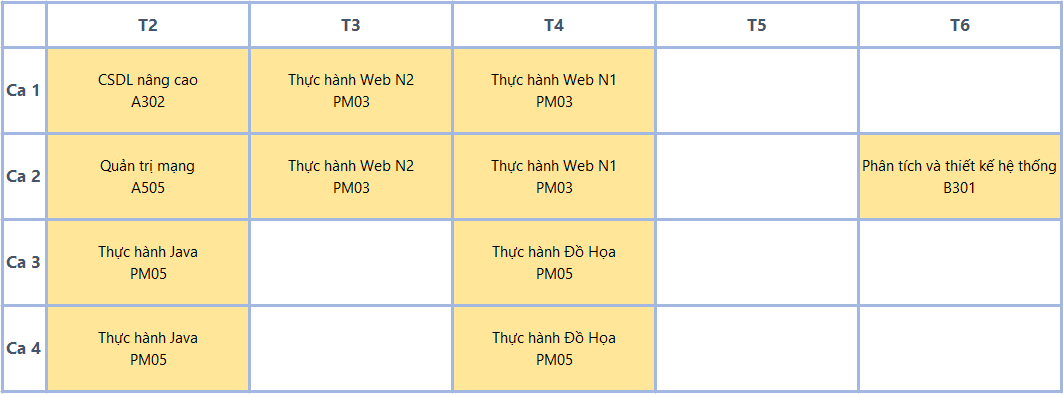 T2
T3
T4
T5
T6
Ca 1
CSDL nâng cao
A302
Thực hành Web N2
PM03
Thực hành Web N1
PM03
Ca 2
Quản trị mạng
A505
Thực hành Web N2
PM03
Thực hành Web N1
PM03
Phân tích và thiết kế hệ thống
B301
Ca 3
Thực hành Java
PM05
Thực hành Đồ Họa
PM05
Ca 4
Thực hành Java
PM05
Thực hành Đồ Họa
PM05